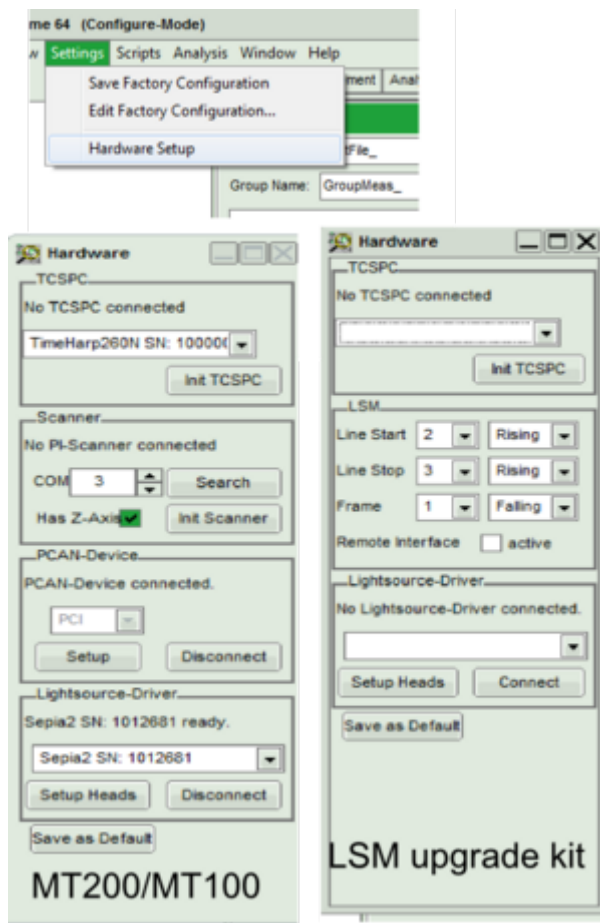 me 64 (Configure-Mode)
w Settings Scripts Analysis Window Help
Save Factory Configuration
Edit Factory Configuration...
Hardware Setup
ment Anal
tFile_
Group Name: GroupMeas_
Hardware
TCSPC
No TCSPC connected
TimeHarp260N SN: 100000
Init TCSPC
Scanner
No PI-Scanner connected
COM 3 Search
Has Z-Axis Init Scanner
PCAN-Device
PCAN-Device connected.
PCI
Setup Disconnect
Lightsource-Driver
Sepia2 SN: 1012681 ready.
Sepia2 SN: 1012681
Setup Heads Disconnect
Save as Default
MT200/MT100
Hardware
TCSPC
No TCSPC connected
Init TCSPC
LSM
Line Start 2 Rising
Line Stop 3 Rising
Frame 1 Falling
Remote Interface active
Lightsource-Driver
No Lightsource-Driver connected.
Setup Heads Connect
Save as Default
LSM upgrade kit